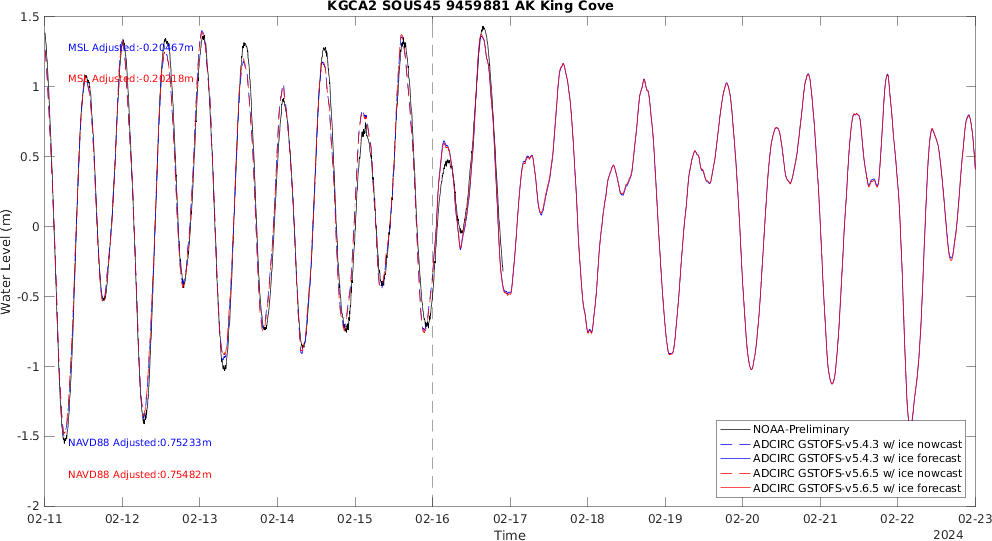 KGCA2 SOUS45 9459881 AK King Cove
MSL Adjusted:-0.20467m
MSL Adjusted:-0.20218m
NAVD88 Adjusted:0.75233m
NAVD88 Adjusted:0.75482m
Water Level (m)
1.5
1
0.5
0
-0.5
-1
-1.5
-2
NOAA-Preliminary
ADCIRC GSTOFS-v5.4.3 w/ ice nowcast
ADCIRC GSTOFS-v5.4.3 w/ ice forecast
ADCIRC GSTOFS-v5.6.5 w/ ice nowcast
ADCIRC GSTOFS-v5.6.5 w/ ice forecast
02-11 02-12 02-13 02-14 02-15 02-16 02-17 02-18 02-19 02-20 02-21 02-22 02-23
Time
2024